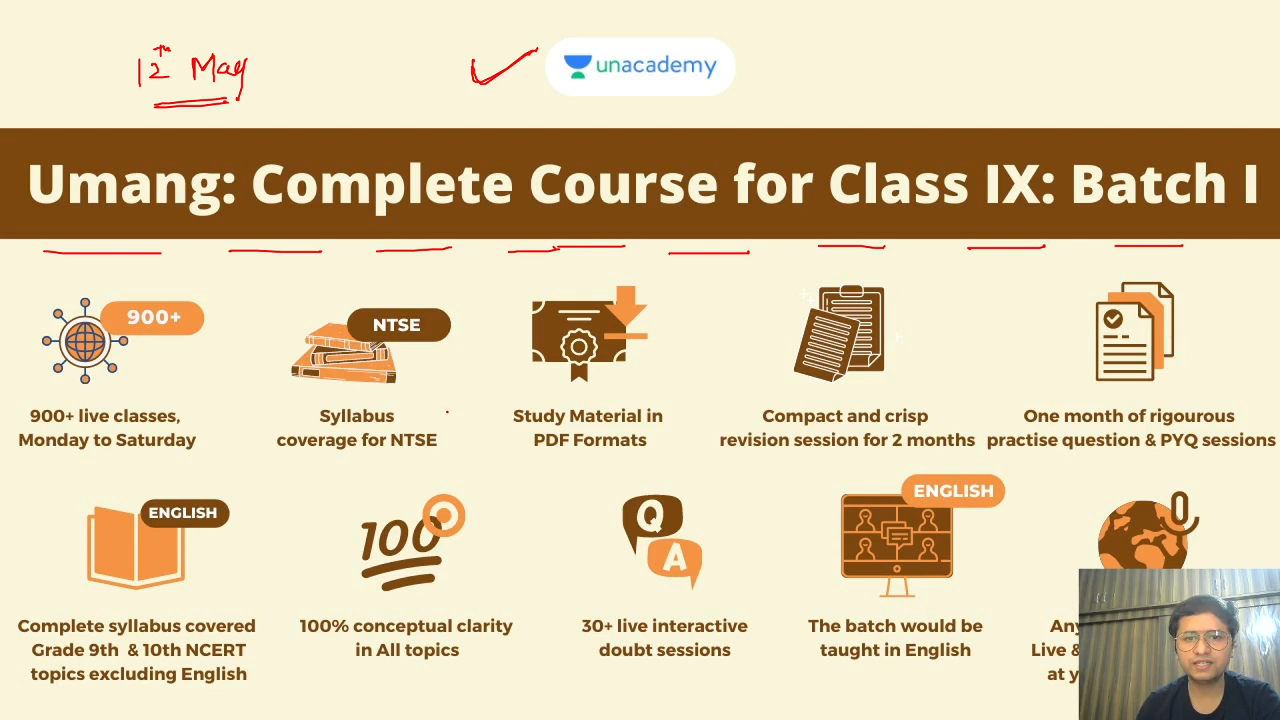 12th May
unacademy
Umang: Complete Course for Class IX: Batch I
900+
900+ live classes,
Monday to Saturday
NTSE
Syllabus
coverage for NTSE
Study Material in
PDF Formats
Compact and crisp
revision session for 2 months
One month of rigourous
practise question & PYQ sessions
ENGLISH
Complete syllabus covered
Grade 9th & 10th NCERT
topics excluding English
100
100% conceptual clarity
in All topics
Q
A
30+ live interactive
doubt sessions
ENGLISH
The batch would be
taught in English
Live &
at